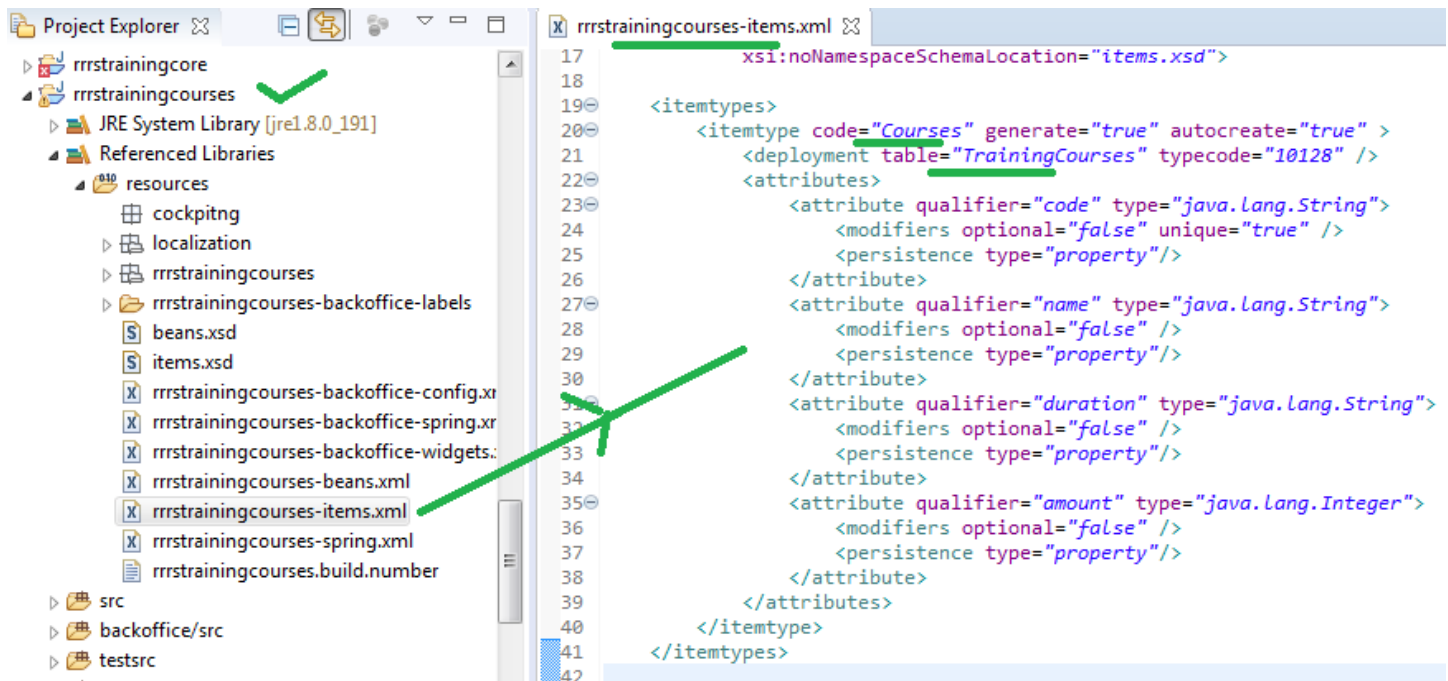 Project Explorer
rrrstrainingcore
rrrstrainingcourses
JRE System Library [jre1.8.0_191]
Referenced Libraries
resources
cockpitng
localization
rrrstrainingcourses
rrrstrainingcourses-backoffice-labels
beans.xsd
items.xsd
rrrstrainingcourses-backoffice-config.xr
rrrstrainingcourses-backoffice-spring.xr
rrrstrainingcourses-backoffice-widgets.
rrrstrainingcourses-beans.xml
rrrstrainingcourses-items.xml
rrrstrainingcourses-spring.xml
rrrstrainingcourses.build.number
src
backoffice/src
testsrc
rrrstrainingcourses-items.xml
17 xsi:noNamespaceSchemaLocation="items.xsd">
18
19 <itemtypes>
20 <itemtype code="Courses" generate="true" autocreate="true" >
21 <deployment table="TrainingCourses" typecode="10128" />
22 <attributes>
23 <attribute qualifier="code" type="java.lang.String">
24 <modifiers optional="false" unique="true" />
25 <persistence type="property"/>
26 </attribute>
27 <attribute qualifier="name" type="java.lang.String">
28 <modifiers optional="false" />
29 <persistence type="property"/>
30 </attribute>
31 <attribute qualifier="duration" type="java.lang.String">
32 <modifiers optional="false" />
33 <persistence type="property"/>
34 </attribute>
35 <attribute qualifier="amount" type="java.lang.Integer">
36 <modifiers optional="false" />
37 <persistence type="property"/>
38 </attribute>
39 </attributes>
40 </itemtype>
41 </itemtypes>
42